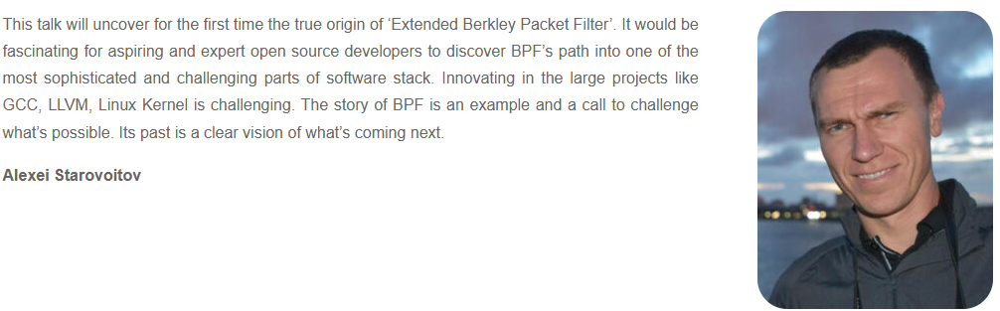 This talk will uncover for the first time the true origin of ‘Extended Berkley Packet Filter’. It would be
fascinating for aspiring and expert open source developers to discover BPF’s path into one of the
most sophisticated and challenging parts of software stack. Innovating in the large projects like
GCC, LLVM, Linux Kernel is challenging. The story of BPF is an example and a call to challenge
what’s possible. Its past is a clear vision of what’s coming next.
Alexei Starovoitov